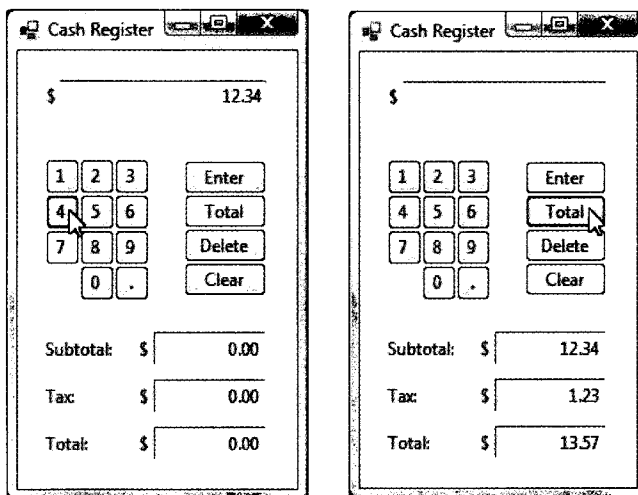 Cash Register
$ 12.34
1 2 3 Enter
4 5 6 Total
7 8 9 Delete
0 . Clear
Subtotal: $ 0.00
Tax: $ 0.00
Total: $ 0.00
Cash Register
$
1 2 3 Enter
4 5 6 Total
7 8 9 Delete
0 . Clear
Subtotal: $ 12.34
Tax: $ 1.23
Total: $ 13.57